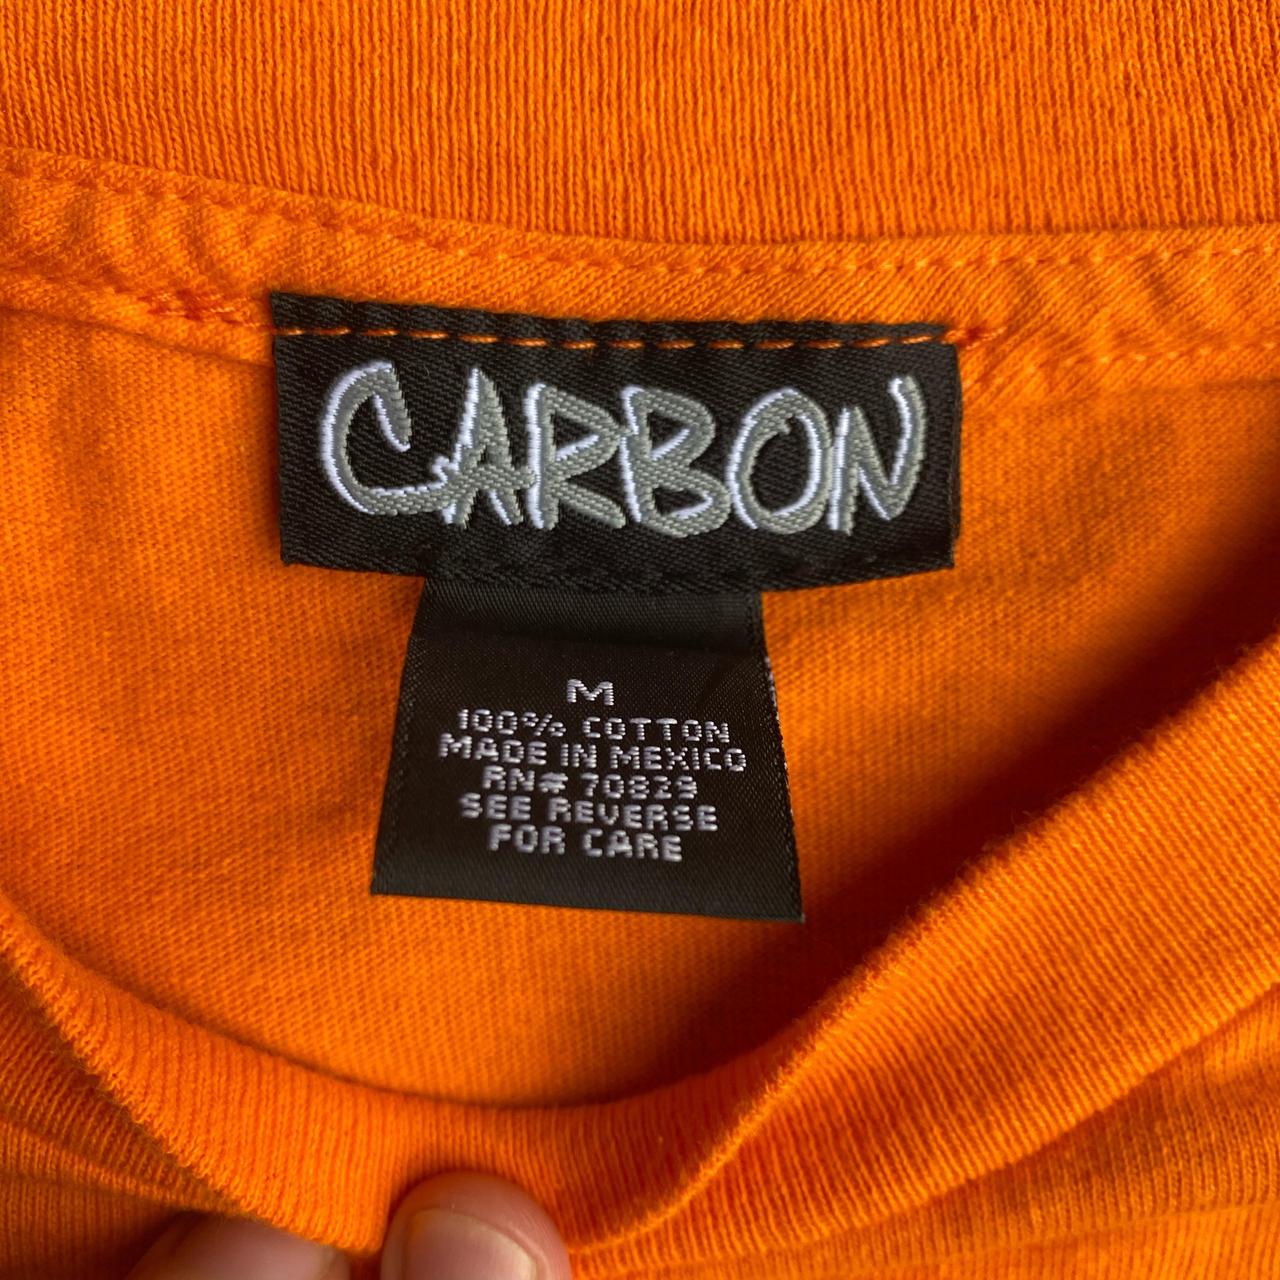 CARBON
M
100% COTTON
MADE IN MEXICO
RN# 70829
SEE REVERSE
FOR CARE